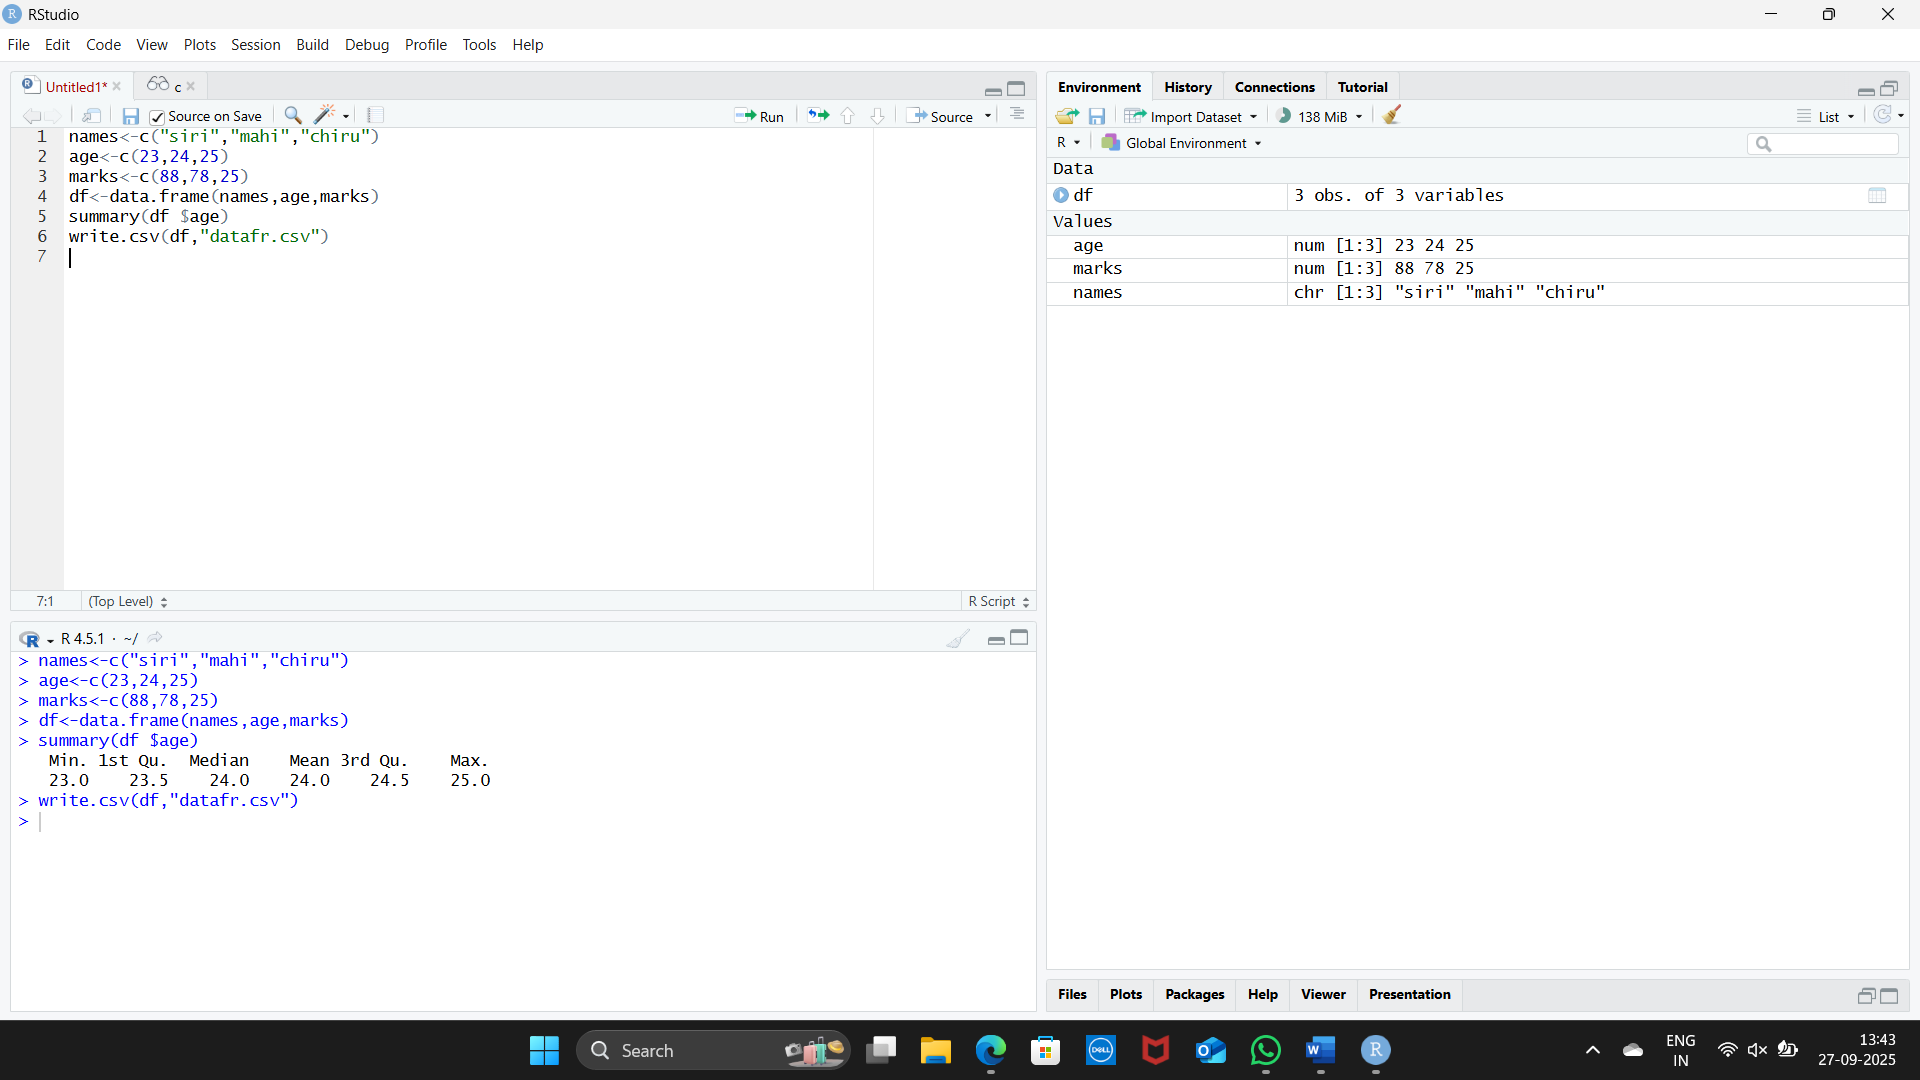 RStudio
File Edit Code View Plots Session Build Debug Profile Tools Help
Untitled1* c
Source on Save Run Source
1 names<-c("siri","mahi","chiru")
2 age<-c(23,24,25)
3 marks<-c(88,78,25)
4 df<-data.frame(names,age,marks)
5 summary(df $age)
6 write.csv(df,"datafr.csv")
7
7:1 (Top Level) R Script
R 4.5.1 · ~/
> names<-c("siri","mahi","chiru")
> age<-c(23,24,25)
> marks<-c(88,78,25)
> df<-data.frame(names,age,marks)
> summary(df $age)
Min. 1st Qu. Median Mean 3rd Qu. Max.
23.0 23.5 24.0 24.0 24.5 25.0
> write.csv(df,"datafr.csv")
>
Environment History Connections Tutorial
Import Dataset 138 MiB List
R Global Environment
Data
df 3 obs. of 3 variables
Values
age num [1:3] 23 24 25
marks num [1:3] 88 78 25
names chr [1:3] "siri" "mahi" "chiru"
Files Plots Packages Help Viewer Presentation
Search
DELL
W
R
ENG
IN
13:43
27-09-2025